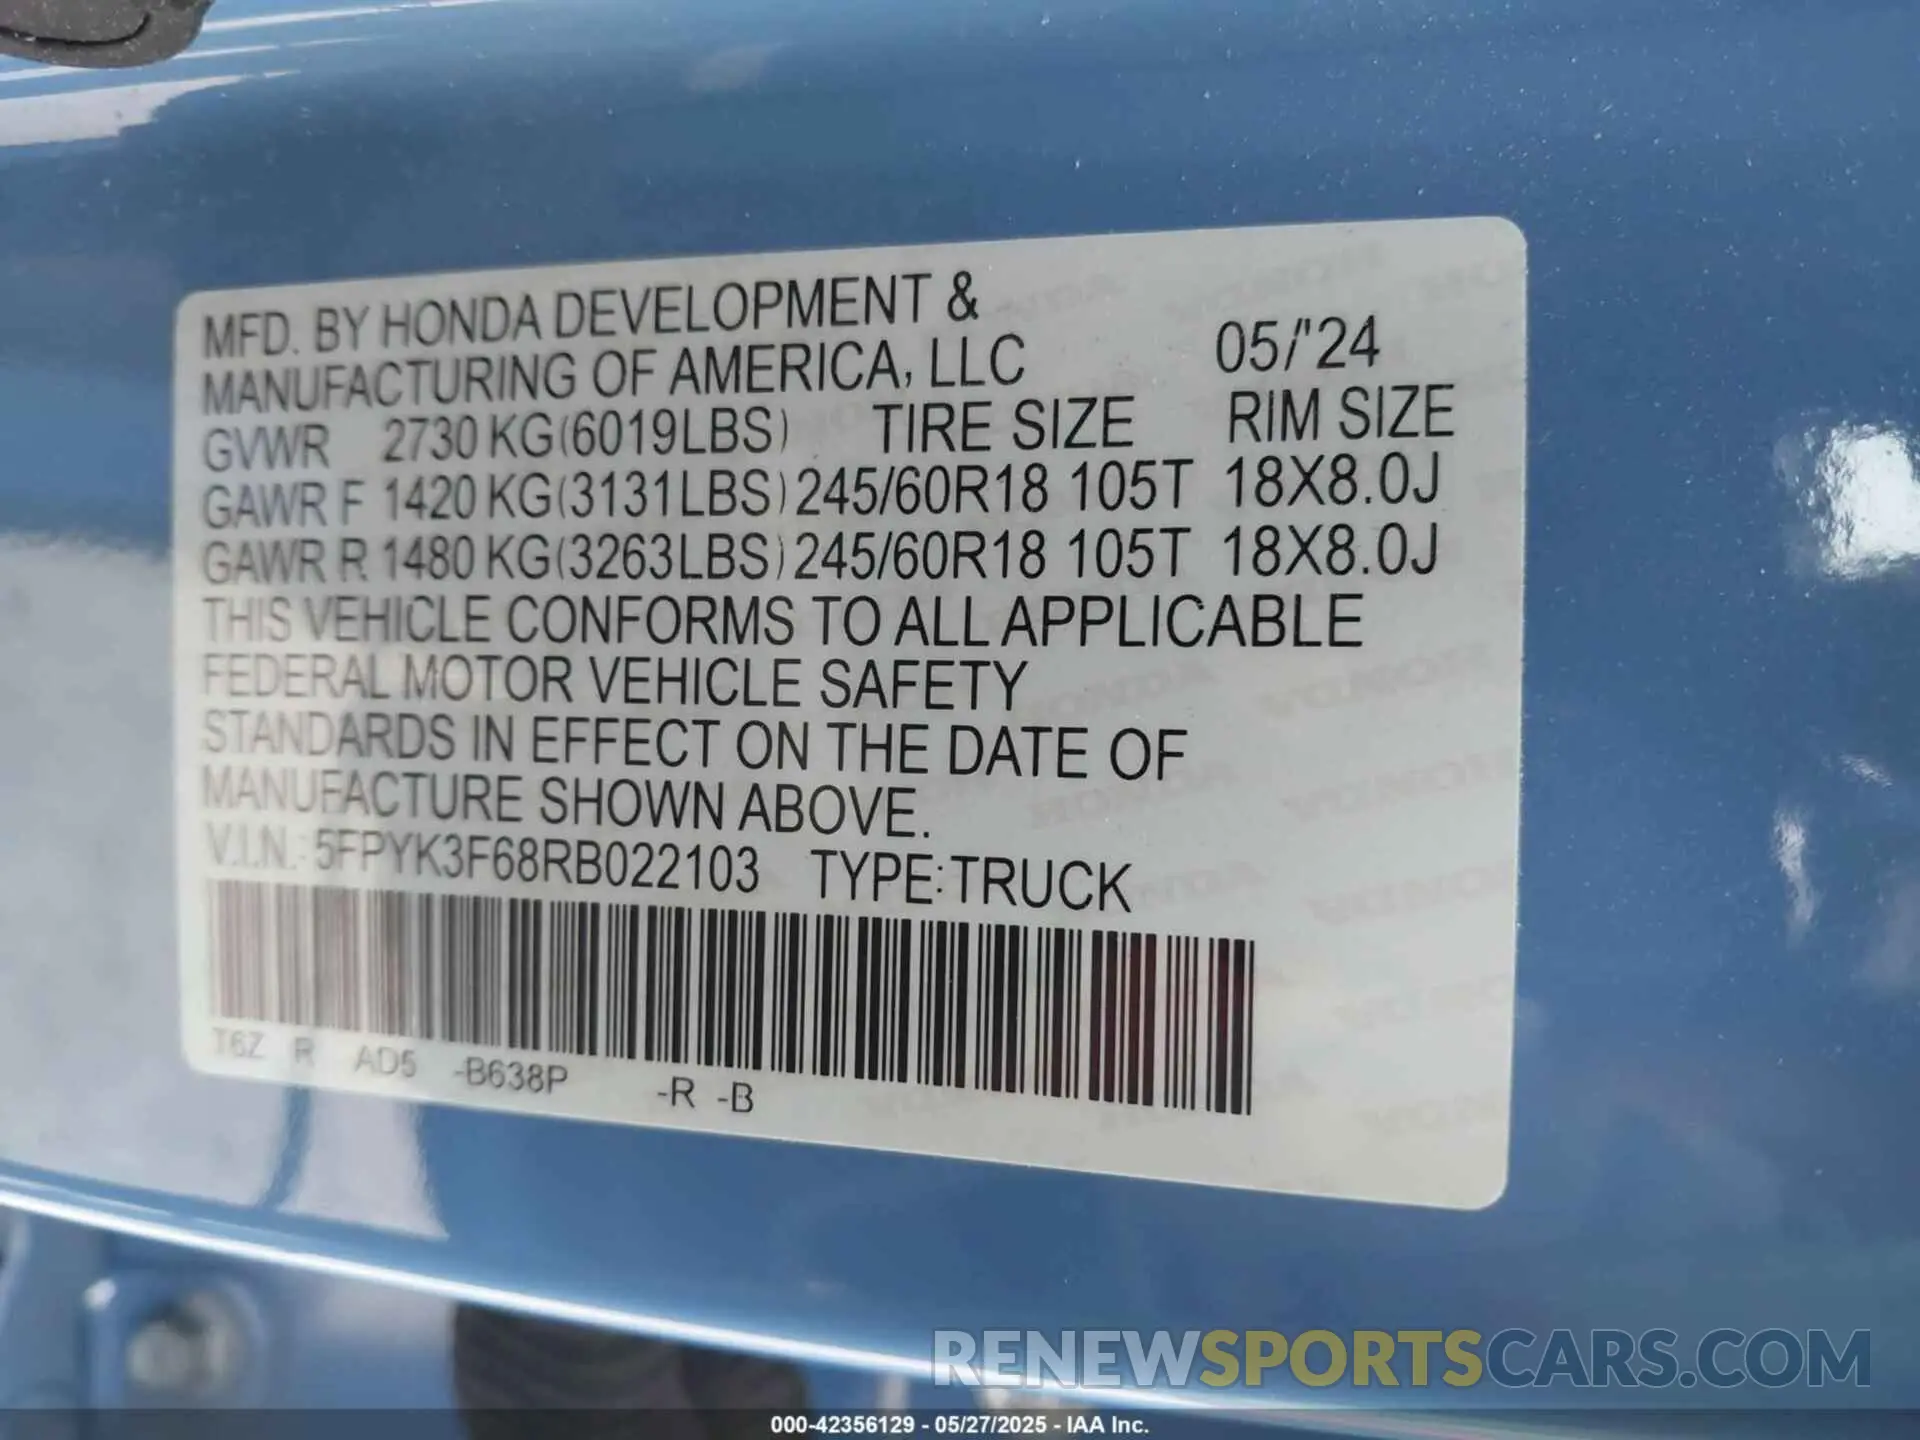 MFD. BY HONDA DEVELOPMENT &
MANUFACTURING OF AMERICA, LLC 05/'24
GVWR 2730 KG(6019LBS) TIRE SIZE RIM SIZE
GAWR F 1420 KG(3131LBS) 245/60R18 105T 18X8.0J
GAWR R 1480 KG(3263LBS) 245/60R18 105T 18X8.0J
THIS VEHICLE CONFORMS TO ALL APPLICABLE
FEDERAL MOTOR VEHICLE SAFETY
STANDARDS IN EFFECT ON THE DATE OF
MANUFACTURE SHOWN ABOVE.
V.I.N.: 5FPYK3F68RB022103 TYPE:TRUCK
T6Z R AD5 -B638P -R -B
RENEWSPORTSCARS.COM
000-42356129 - 05/27/2025 - IAA Inc.